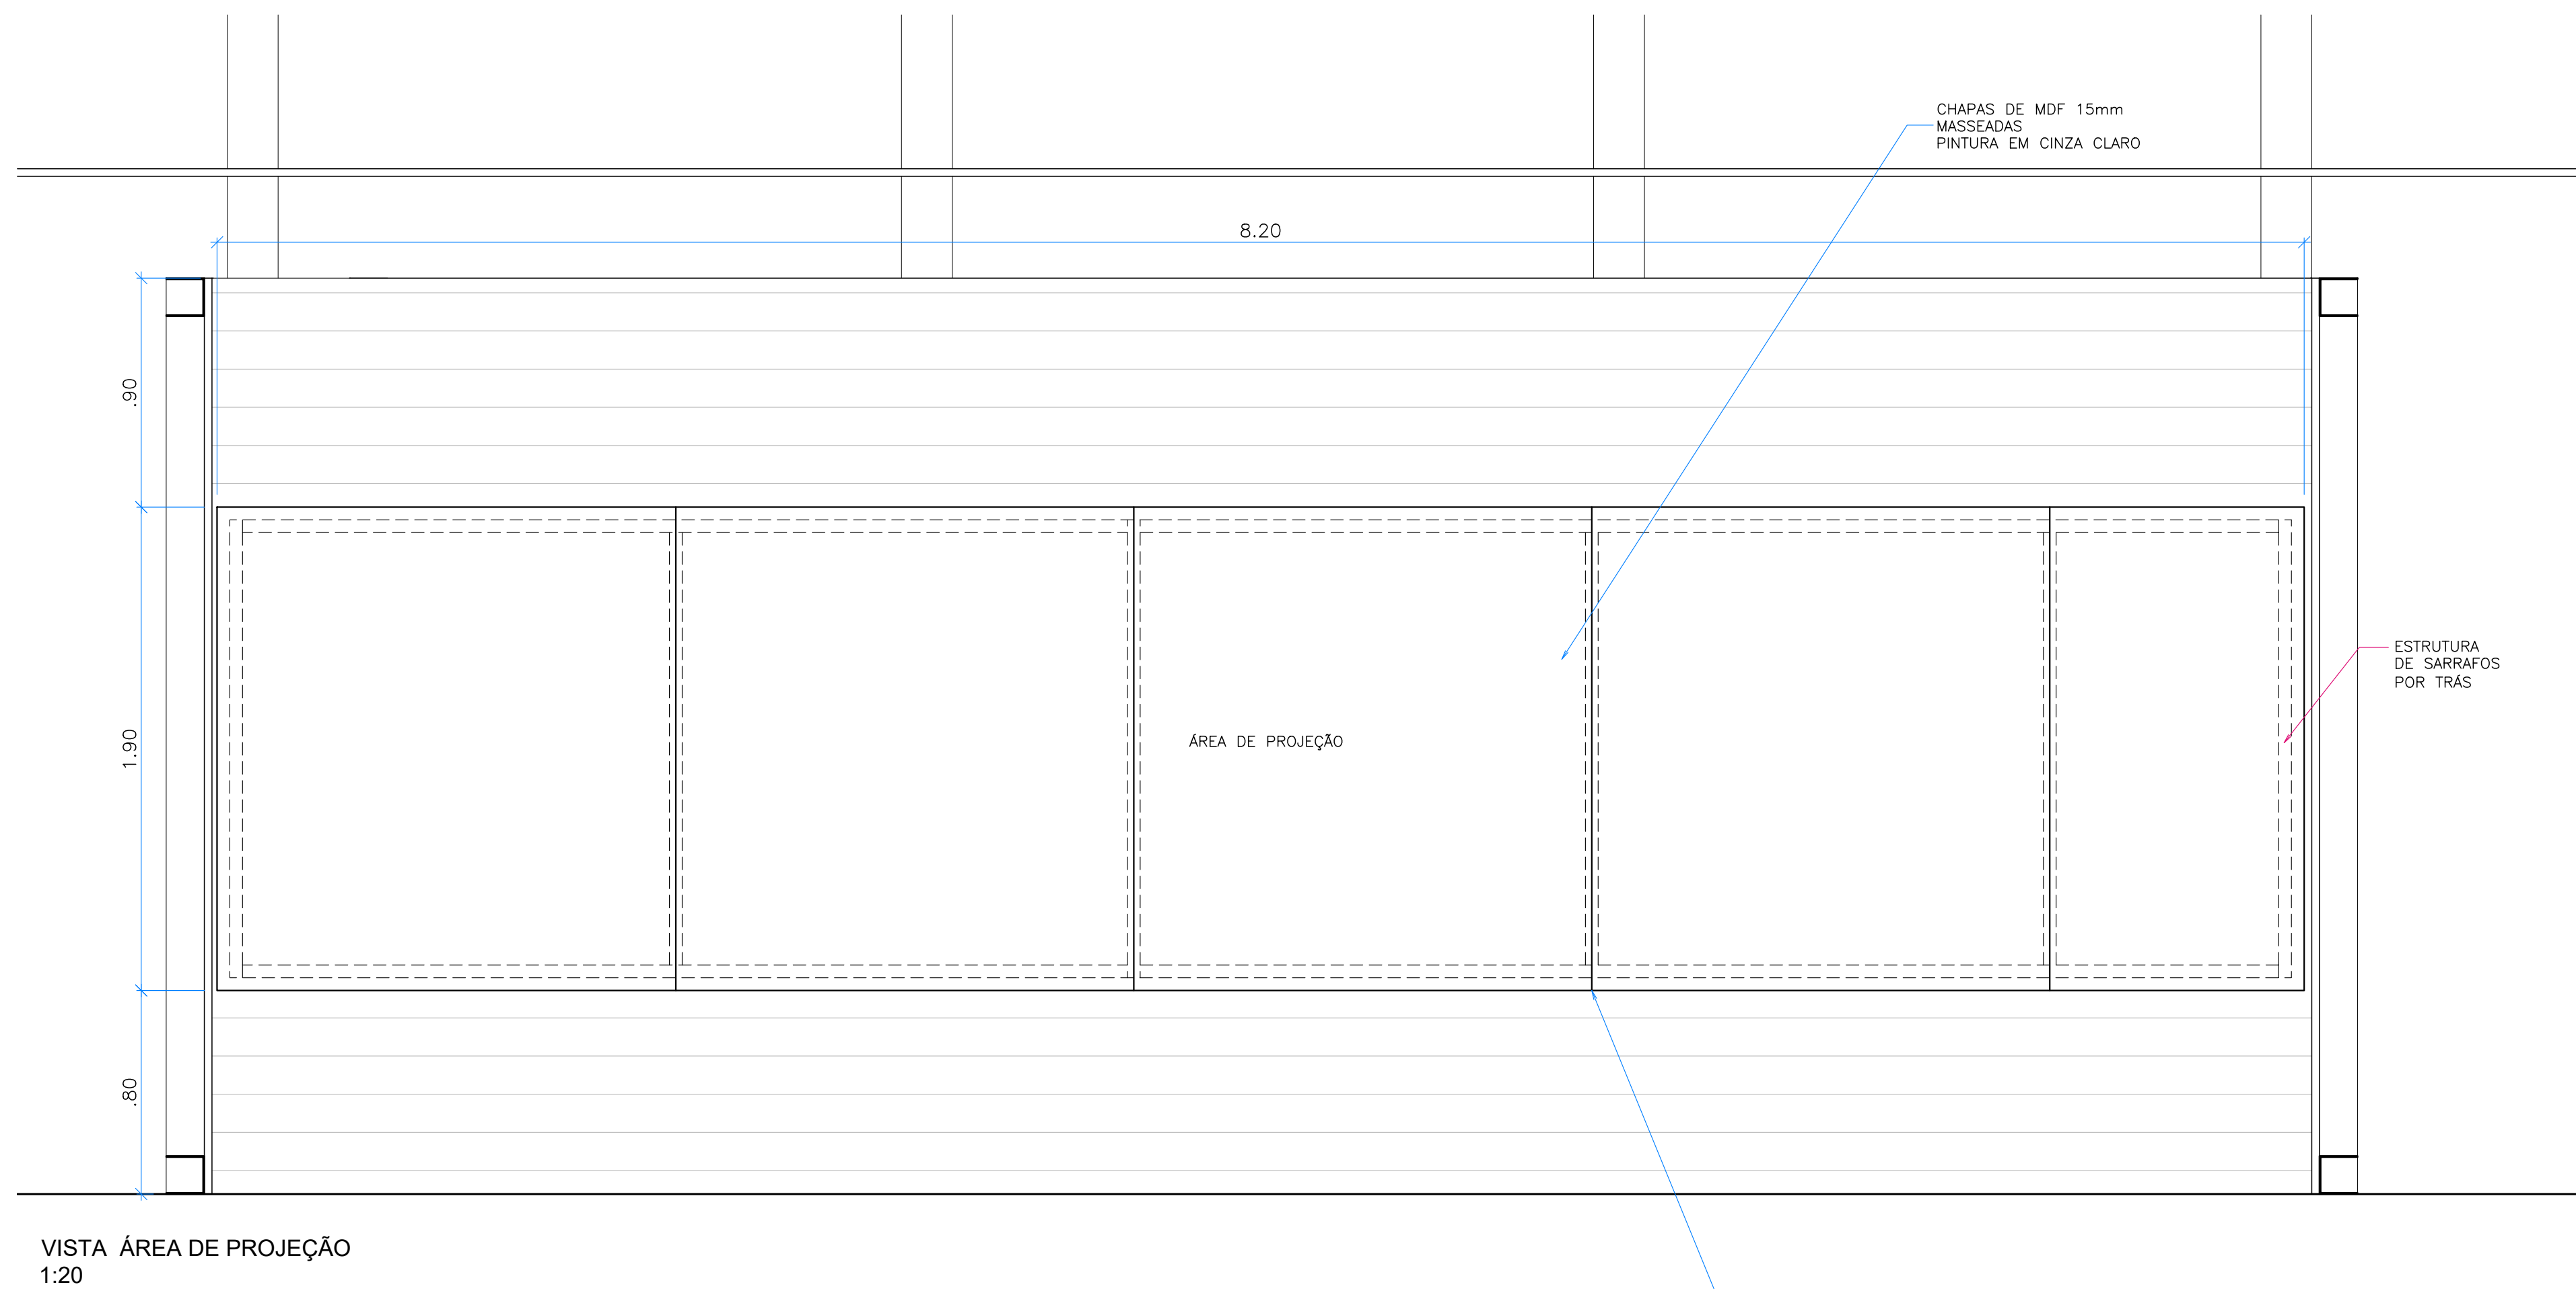 CHAPAS DE MDF 15mm
MASSEADAS
PINTURA EM CINZA CLARO
8.20
.90
1.90
.80
ÁREA DE PROJEÇÃO
ESTRUTURA
DE SARRAFOS
POR TRÁS
VISTA ÁREA DE PROJEÇÃO
1:20